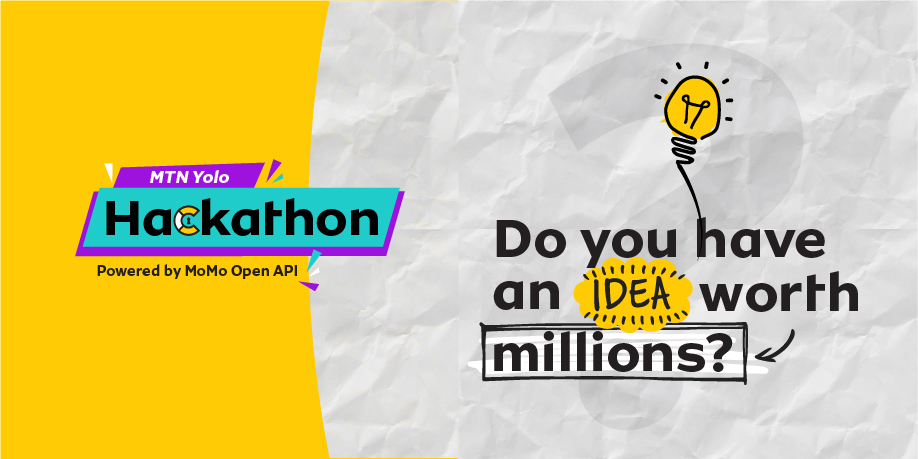 MTN Yolo
Hackathon
Powered by MoMo Open API
Do you have
an IDEA worth
millions?